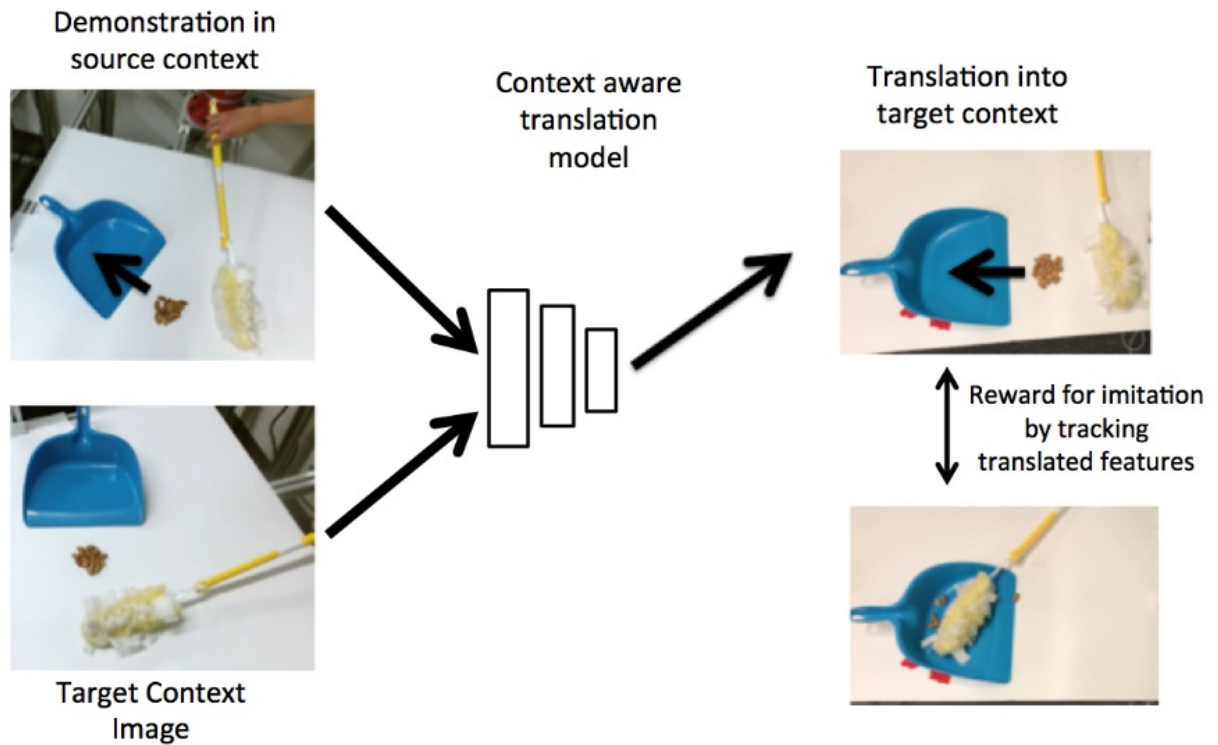 Demonstration in
source context
Context aware
translation
model
Translation into
target context
Reward for imitation
by tracking
translated features
Target Context
Image